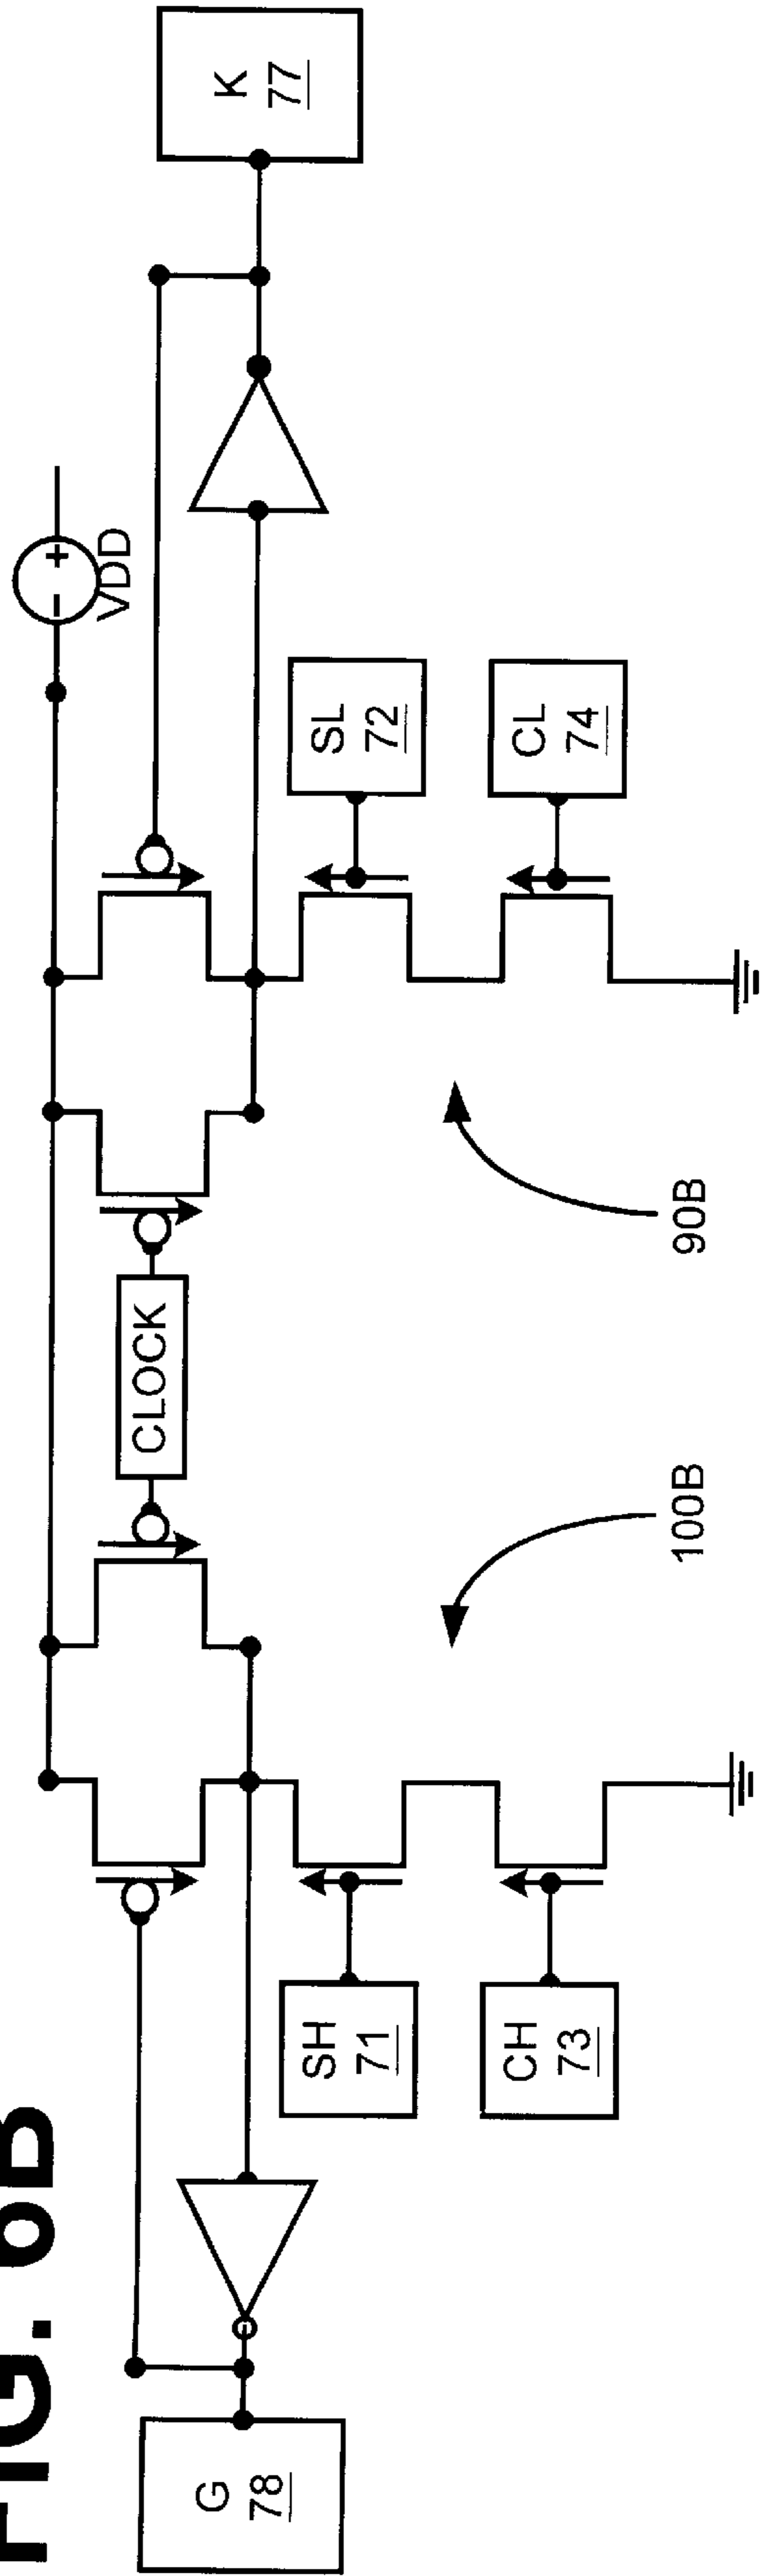 FIG. 6B
G
78
SH
71
CH
73
100B
CLOCK
90B
VDD
- +
SL
72
CL
74
K
77